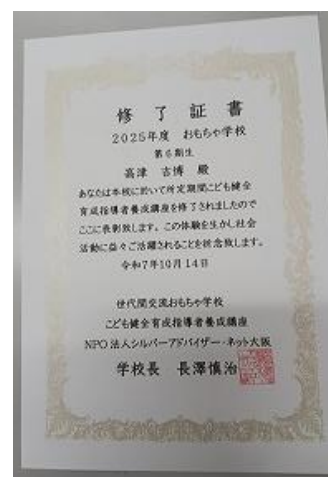 修了証書
2025年度 おもちゃ学校
第6期生
高津 吉博 殿
あなたは本校に於いて所定期間こども健全
育成指導者養成講座を修了されましたので
ここに表彰致します。この体験を生かし社会
活動に益々ご活躍されることを祈念致します。
令和7年10月14日
世代間交流おもちゃ学校
こども健全育成指導者養成講座
NPO法人シルバーアドバイザー・ネット大阪
学校長 長澤慎治